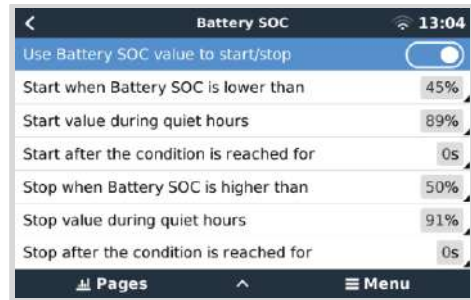 Battery SOC 13:04
Use Battery SOC value to start/stop
Start when Battery SOC is lower than 45%
Start value during quiet hours 89%
Start after the condition is reached for 0s
Stop when Battery SOC is higher than 50%
Stop value during quiet hours 91%
Stop after the condition is reached for 0s
Pages Menu